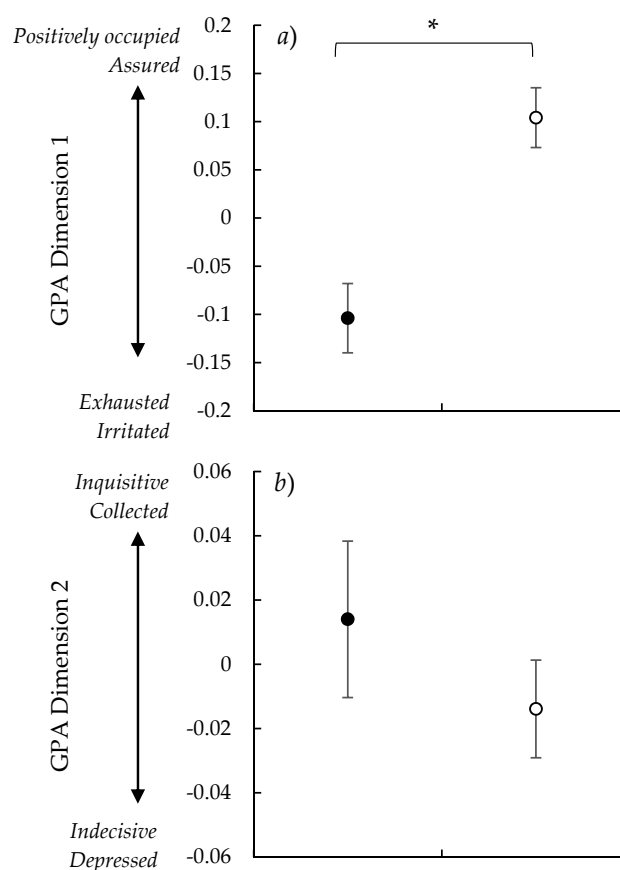 Positively occupied
Assured
GPA Dimension 1
Exhausted
Irritated
0.2
0.15
0.1
0.05
0
-0.05
-0.1
-0.15
-0.2
a)
*
Inquisitive
Collected
GPA Dimension 2
Indecisive
Depressed
0.06
0.04
0.02
0
-0.02
-0.04
-0.06
b)